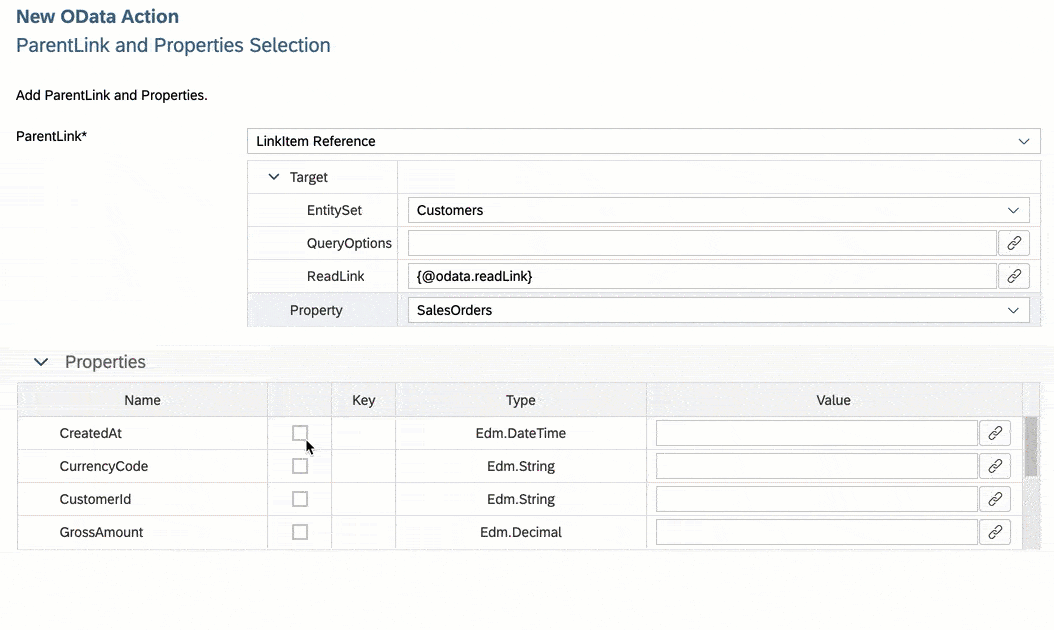 New OData Action
ParentLink and Properties Selection
Add ParentLink and Properties.
ParentLink*
LinkItem Reference
Target
EntitySet Customers
QueryOptions
ReadLink {@odata.readLink}
Property SalesOrders
Properties
Name Key Type Value
CreatedAt Edm.DateTime
CurrencyCode Edm.String
CustomerId Edm.String
GrossAmount Edm.Decimal